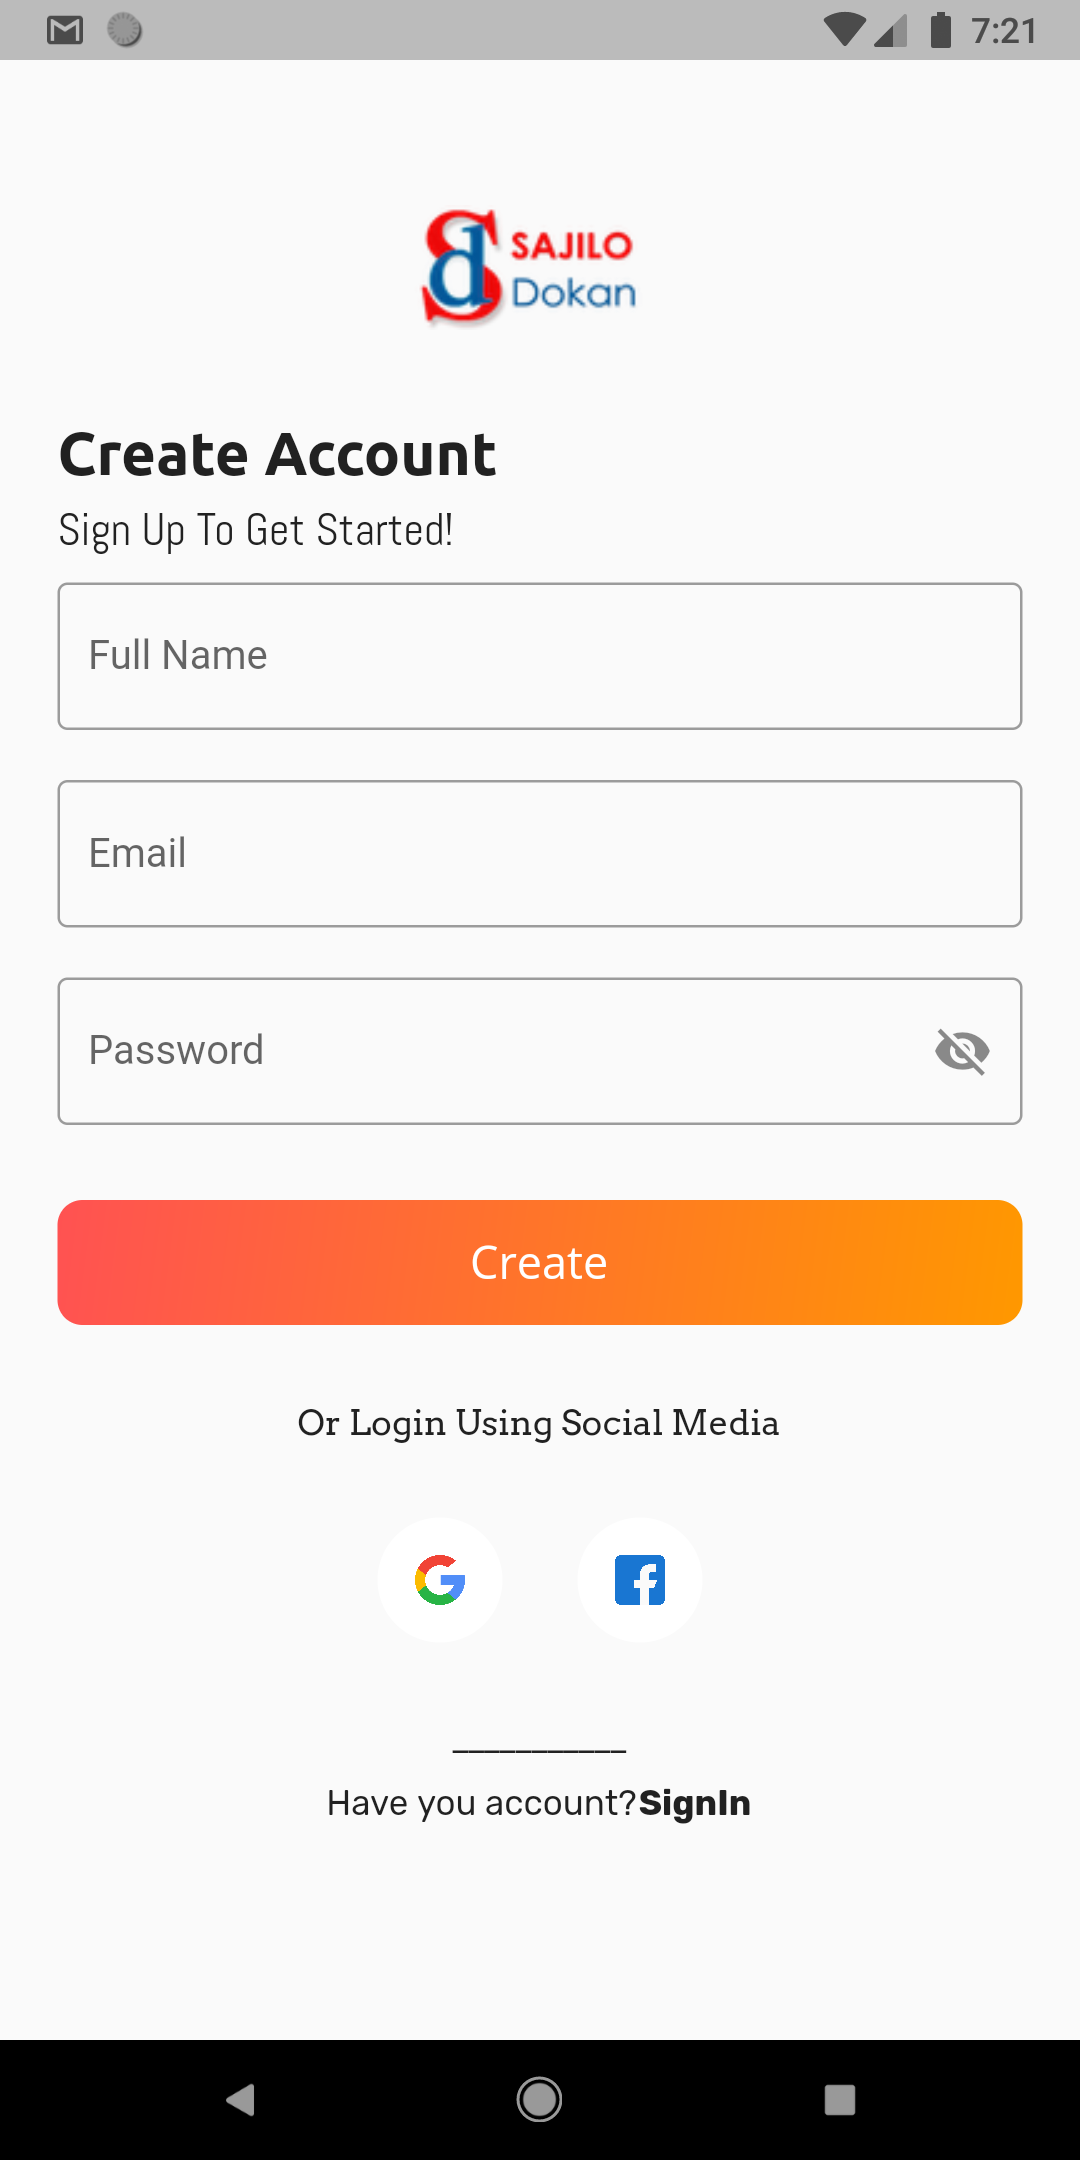 7:21
SAJILO
Dokan
Create Account
Sign Up To Get Started!
Full Name
Email
Password
Create
Or Login Using Social Media
___________
Have you account?SignIn